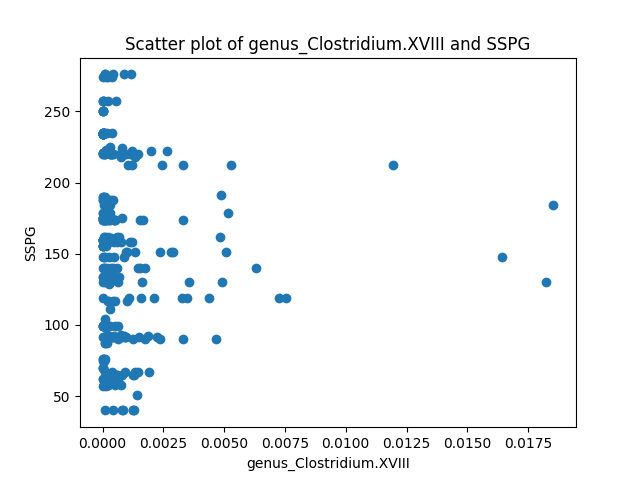 Scatter plot of genus_Clostridium.XVIII and SSPG
250
200
150
100
50
SSPG
0.0000 0.0025 0.0050 0.0075 0.0100 0.0125 0.0150 0.0175
genus_Clostridium.XVIII